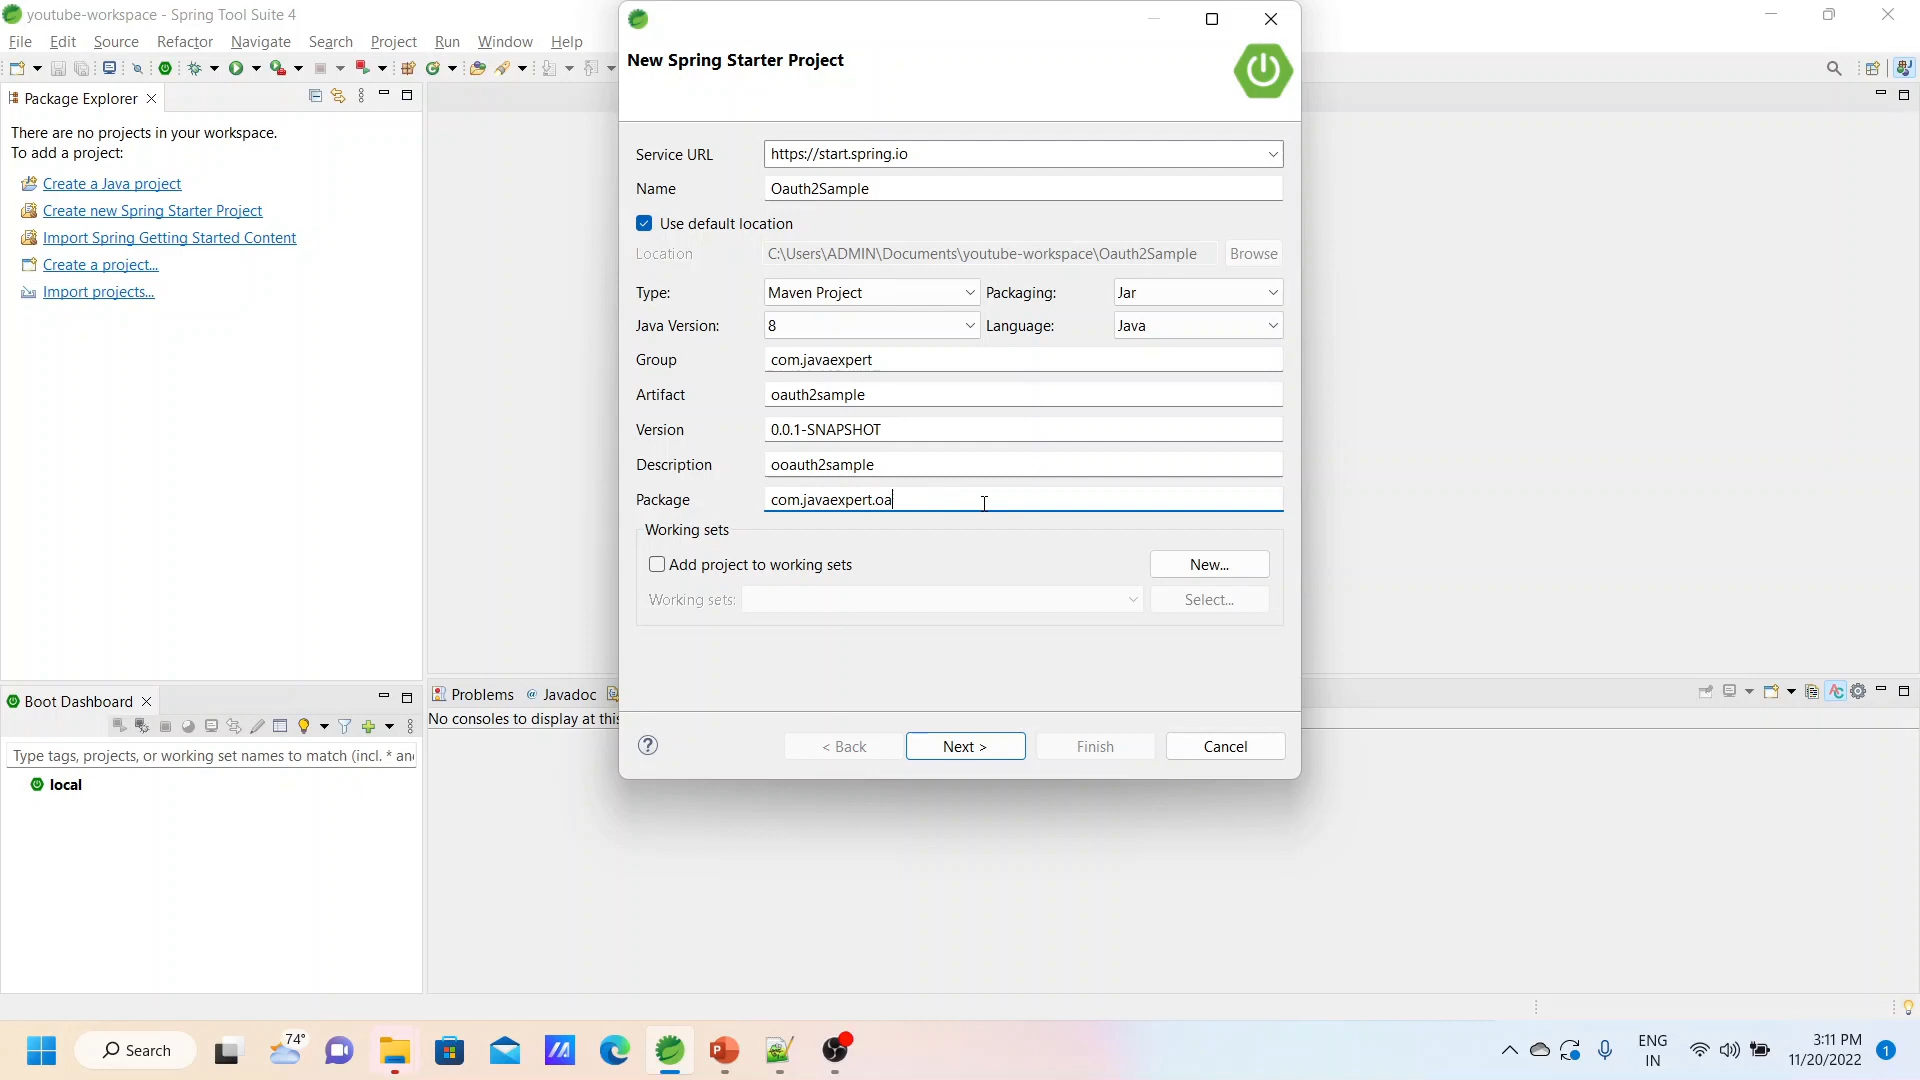 youtube-workspace - Spring Tool Suite 4
File Edit Source Refactor Navigate Search Project Run Window Help
Package Explorer
There are no projects in your workspace.
To add a project:
Create a Java project
Create new Spring Starter Project
Import Spring Getting Started Content
Create a project...
Import projects...
New Spring Starter Project
Service URL https://start.spring.io
Name Oauth2Sample
Use default location
Location C:\Users\ADMIN\Documents\youtube-workspace\Oauth2Sample Browse
Type: Maven Project Packaging: Jar
Java Version: 8 Language: Java
Group com.javaexpert
Artifact oauth2sample
Version 0.0.1-SNAPSHOT
Description ooauth2sample
Package com.javaexpert.oa
Working sets
Add project to working sets New...
Working sets: Select...
< Back Next > Finish Cancel
Boot Dashboard
Type tags, projects, or working set names to match (incl. * an
local
Problems @ Javadoc
No consoles to display at this
Search
74°
ENG
IN
3:11 PM
11/20/2022
1